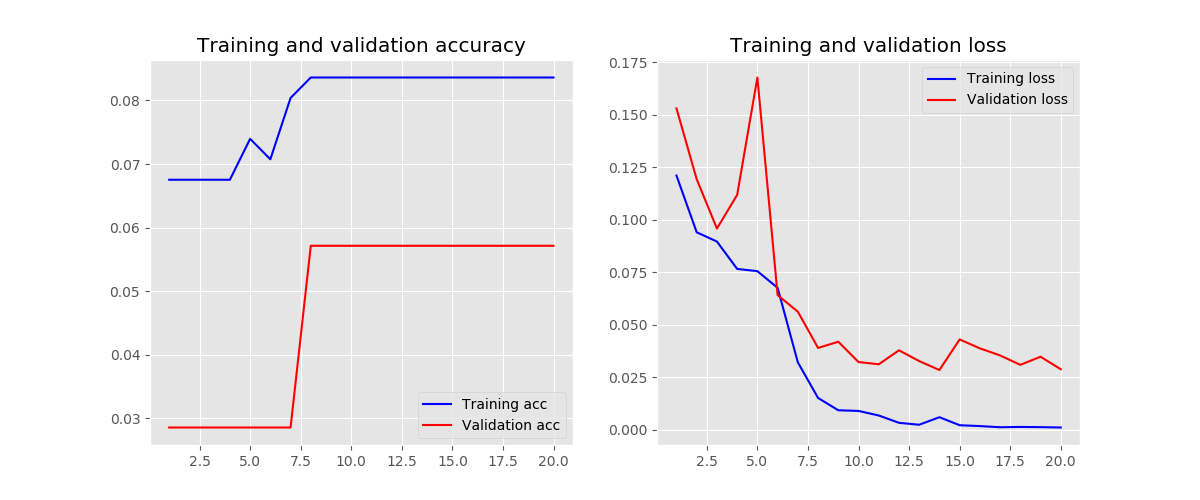 Training and validation accuracy
0.08
0.07
0.06
0.05
0.04
0.03
2.5 5.0 7.5 10.0 12.5 15.0 17.5 20.0
Training acc
Validation acc
Training and validation loss
0.175
0.150
0.125
0.100
0.075
0.050
0.025
0.000
2.5 5.0 7.5 10.0 12.5 15.0 17.5 20.0
Training loss
Validation loss